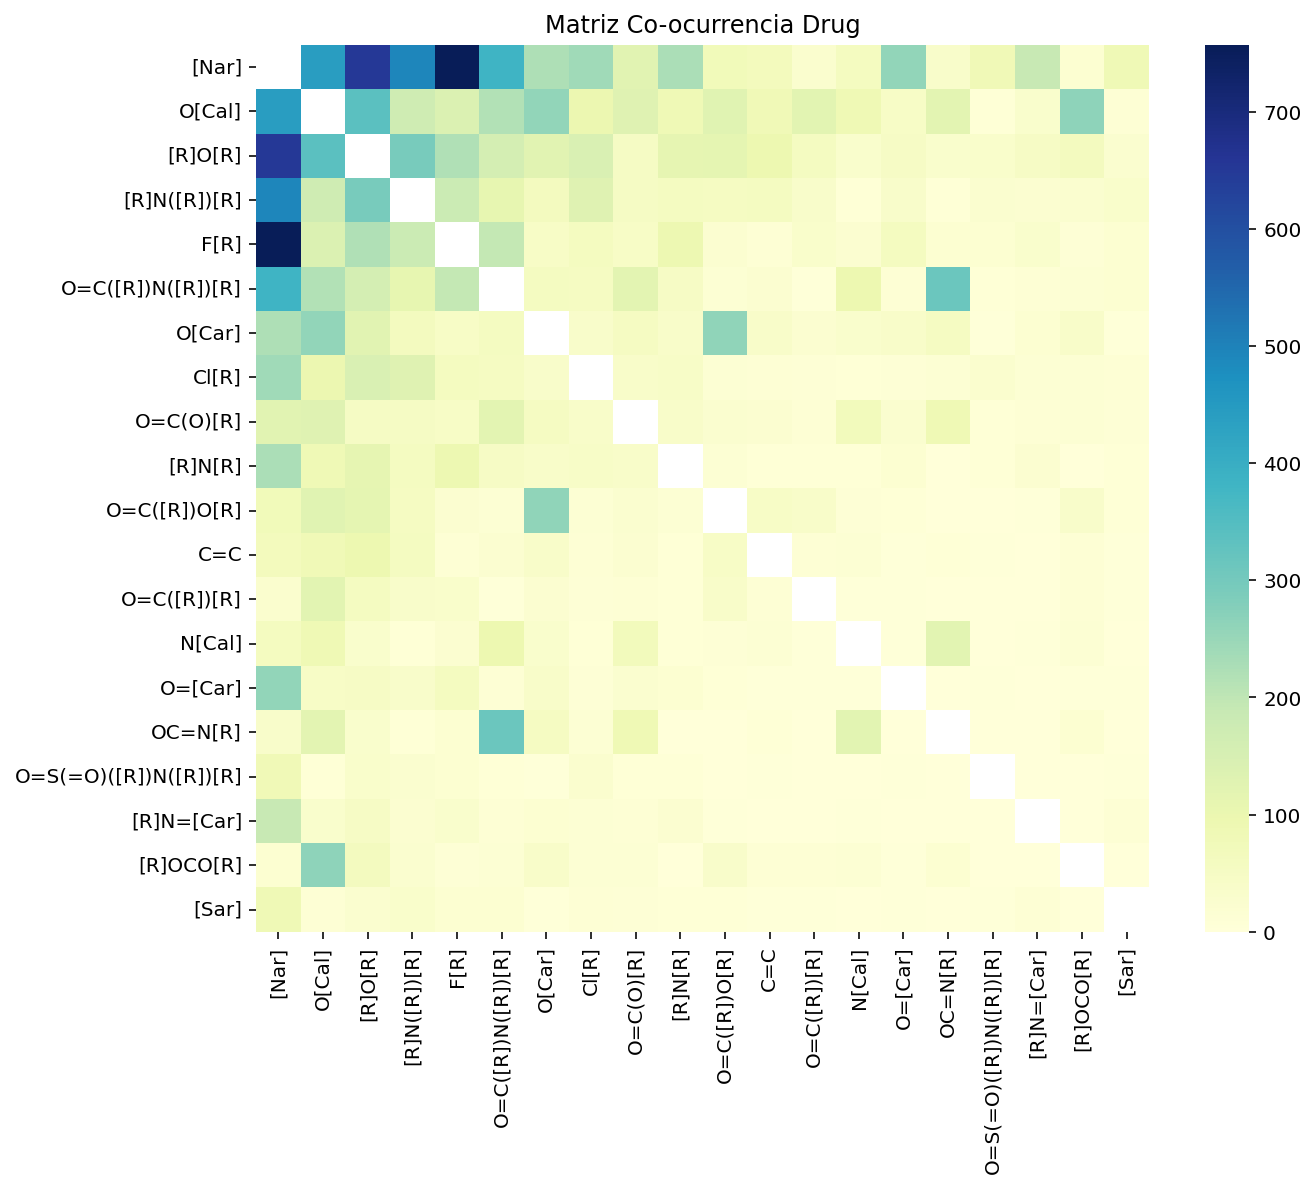 Matriz Co-ocurrencia Drug
[Nar]
O[Cal]
[R]O[R]
[R]N([R])[R]
F[R]
O=C([R])N([R])[R]
O[Car]
Cl[R]
O=C(O)[R]
[R]N[R]
O=C([R])O[R]
C=C
O=C([R])[R]
N[Cal]
O=[Car]
OC=N[R]
O=S(=O)([R])N([R])[R]
[R]N=[Car]
[R]OCO[R]
[Sar]
[Nar]
O[Cal]
[R]O[R]
[R]N([R])[R]
F[R]
O=C([R])N([R])[R]
O[Car]
Cl[R]
O=C(O)[R]
[R]N[R]
O=C([R])O[R]
C=C
O=C([R])[R]
N[Cal]
O=[Car]
OC=N[R]
O=S(=O)([R])N([R])[R]
[R]N=[Car]
[R]OCO[R]
[Sar]
700
600
500
400
300
200
100
0